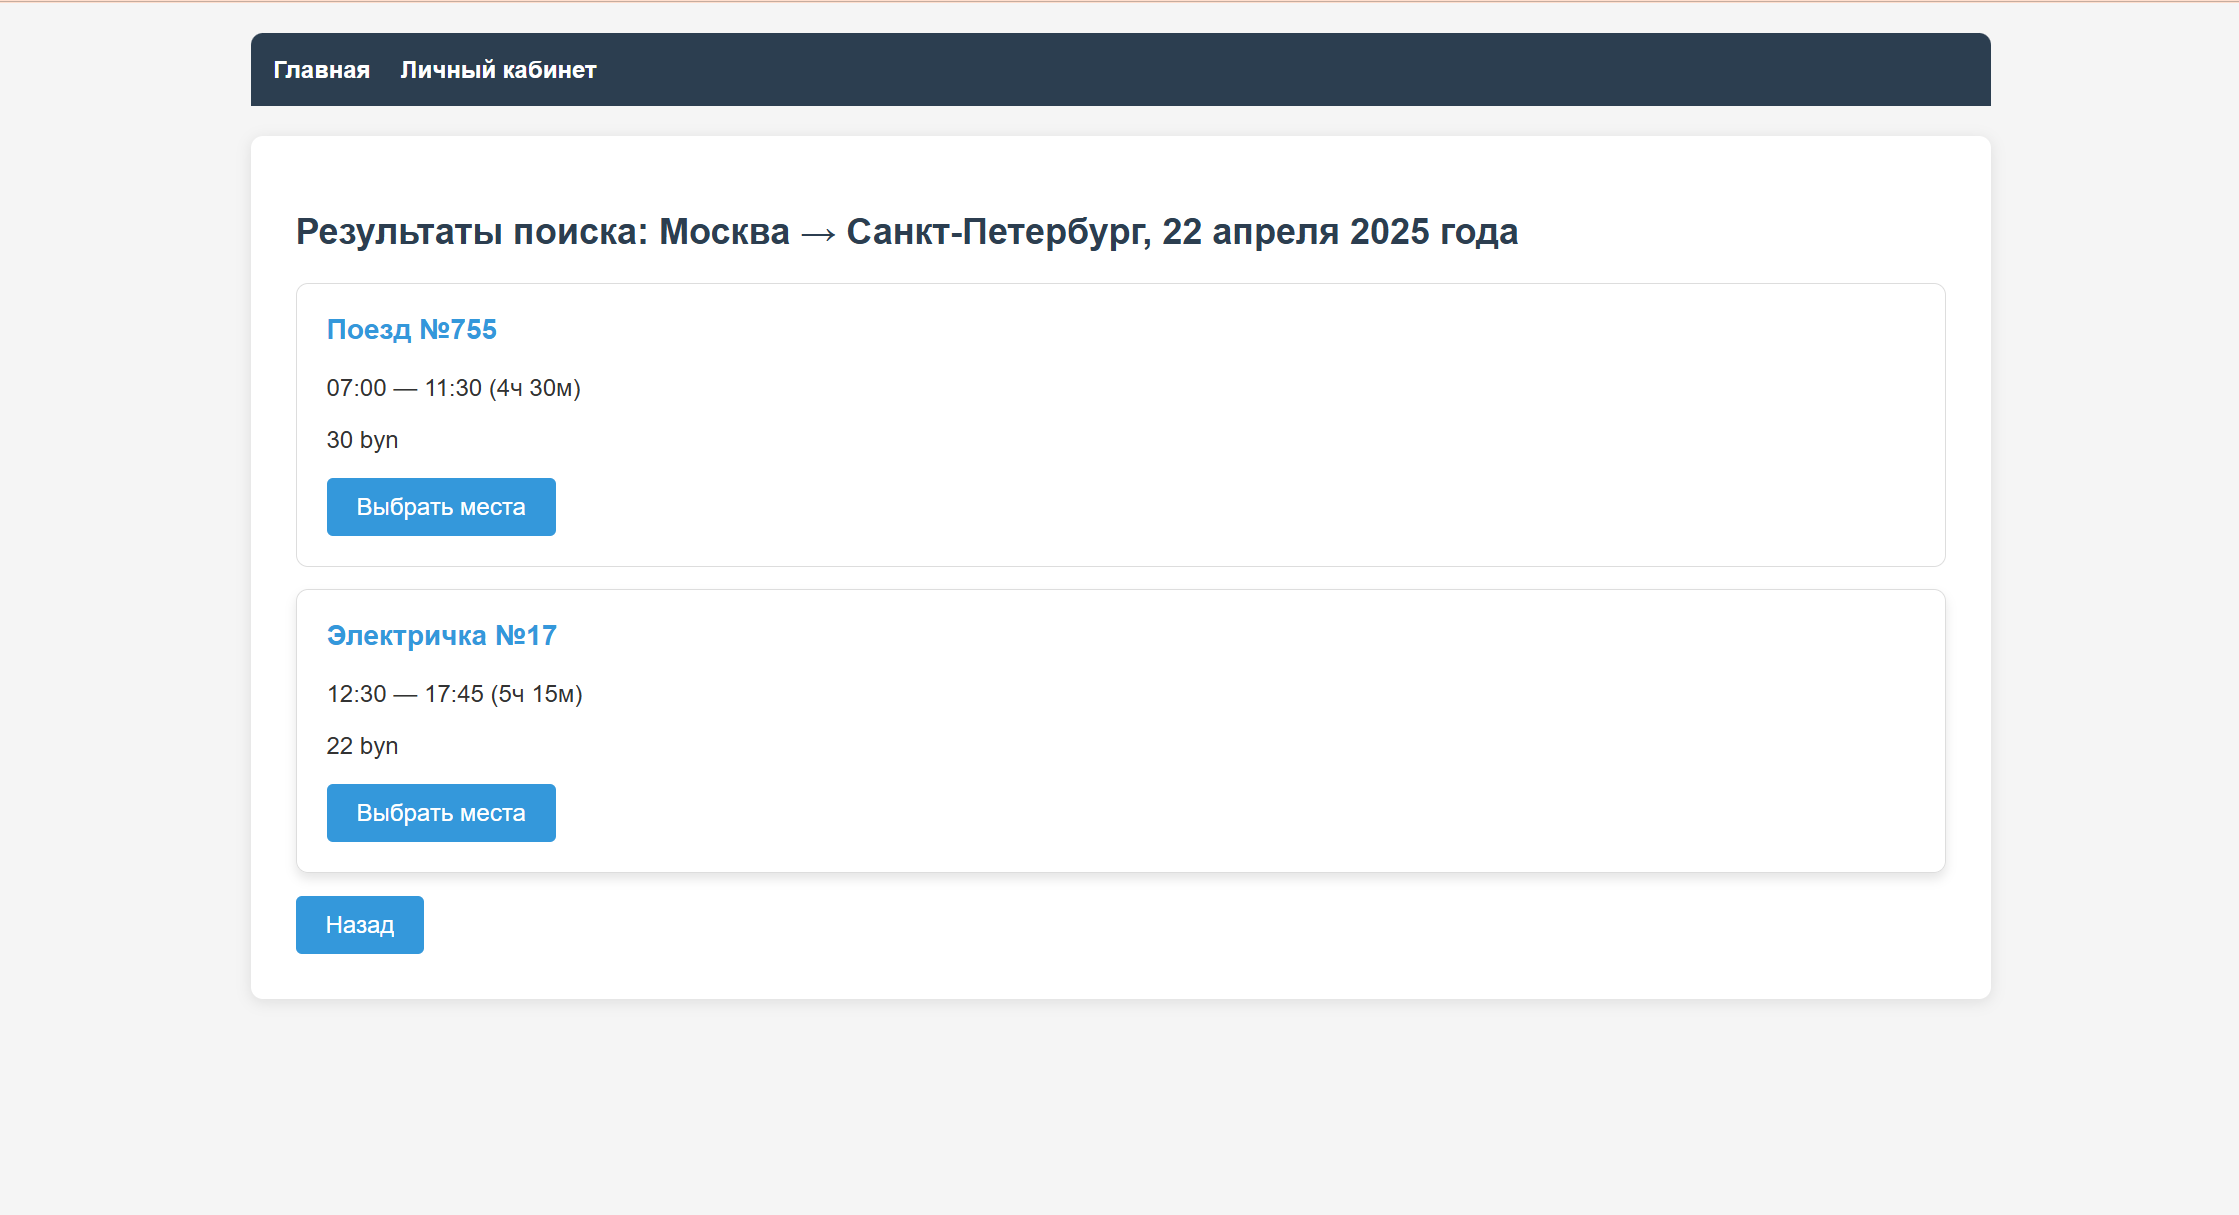 Главная Личный кабинет
Результаты поиска: Москва → Санкт-Петербург, 22 апреля 2025 года
Поезд №755
07:00 — 11:30 (4ч 30м)
30 byn
Выбрать места
Электричка №17
12:30 — 17:45 (5ч 15м)
22 byn
Выбрать места
Назад